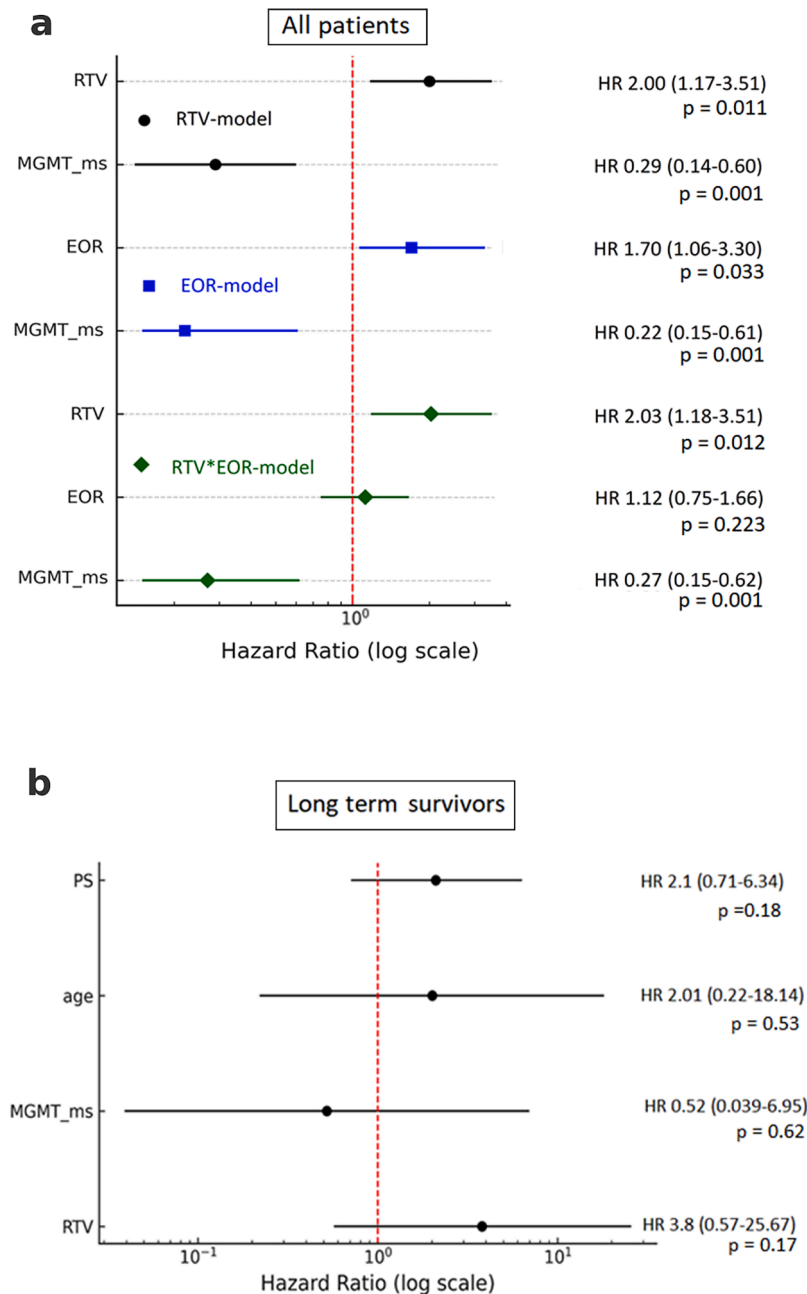 a
All patients
RTV
HR 2.00 (1.17-3.51)
p = 0.011
RTV-model
MGMT_ms
HR 0.29 (0.14-0.60)
p = 0.001
EOR
HR 1.70 (1.06-3.30)
p = 0.033
EOR-model
MGMT_ms
HR 0.22 (0.15-0.61)
p = 0.001
RTV
HR 2.03 (1.18-3.51)
p = 0.012
RTV*EOR-model
EOR
HR 1.12 (0.75-1.66)
p = 0.223
MGMT_ms
HR 0.27 (0.15-0.62)
p = 0.001
10⁰
Hazard Ratio (log scale)
b
Long term survivors
PS
HR 2.1 (0.71-6.34)
p =0.18
age
HR 2.01 (0.22-18.14)
p = 0.53
MGMT_ms
HR 0.52 (0.039-6.95)
p = 0.62
RTV
HR 3.8 (0.57-25.67)
p = 0.17
10⁻¹ 10⁰ 10¹
Hazard Ratio (log scale)